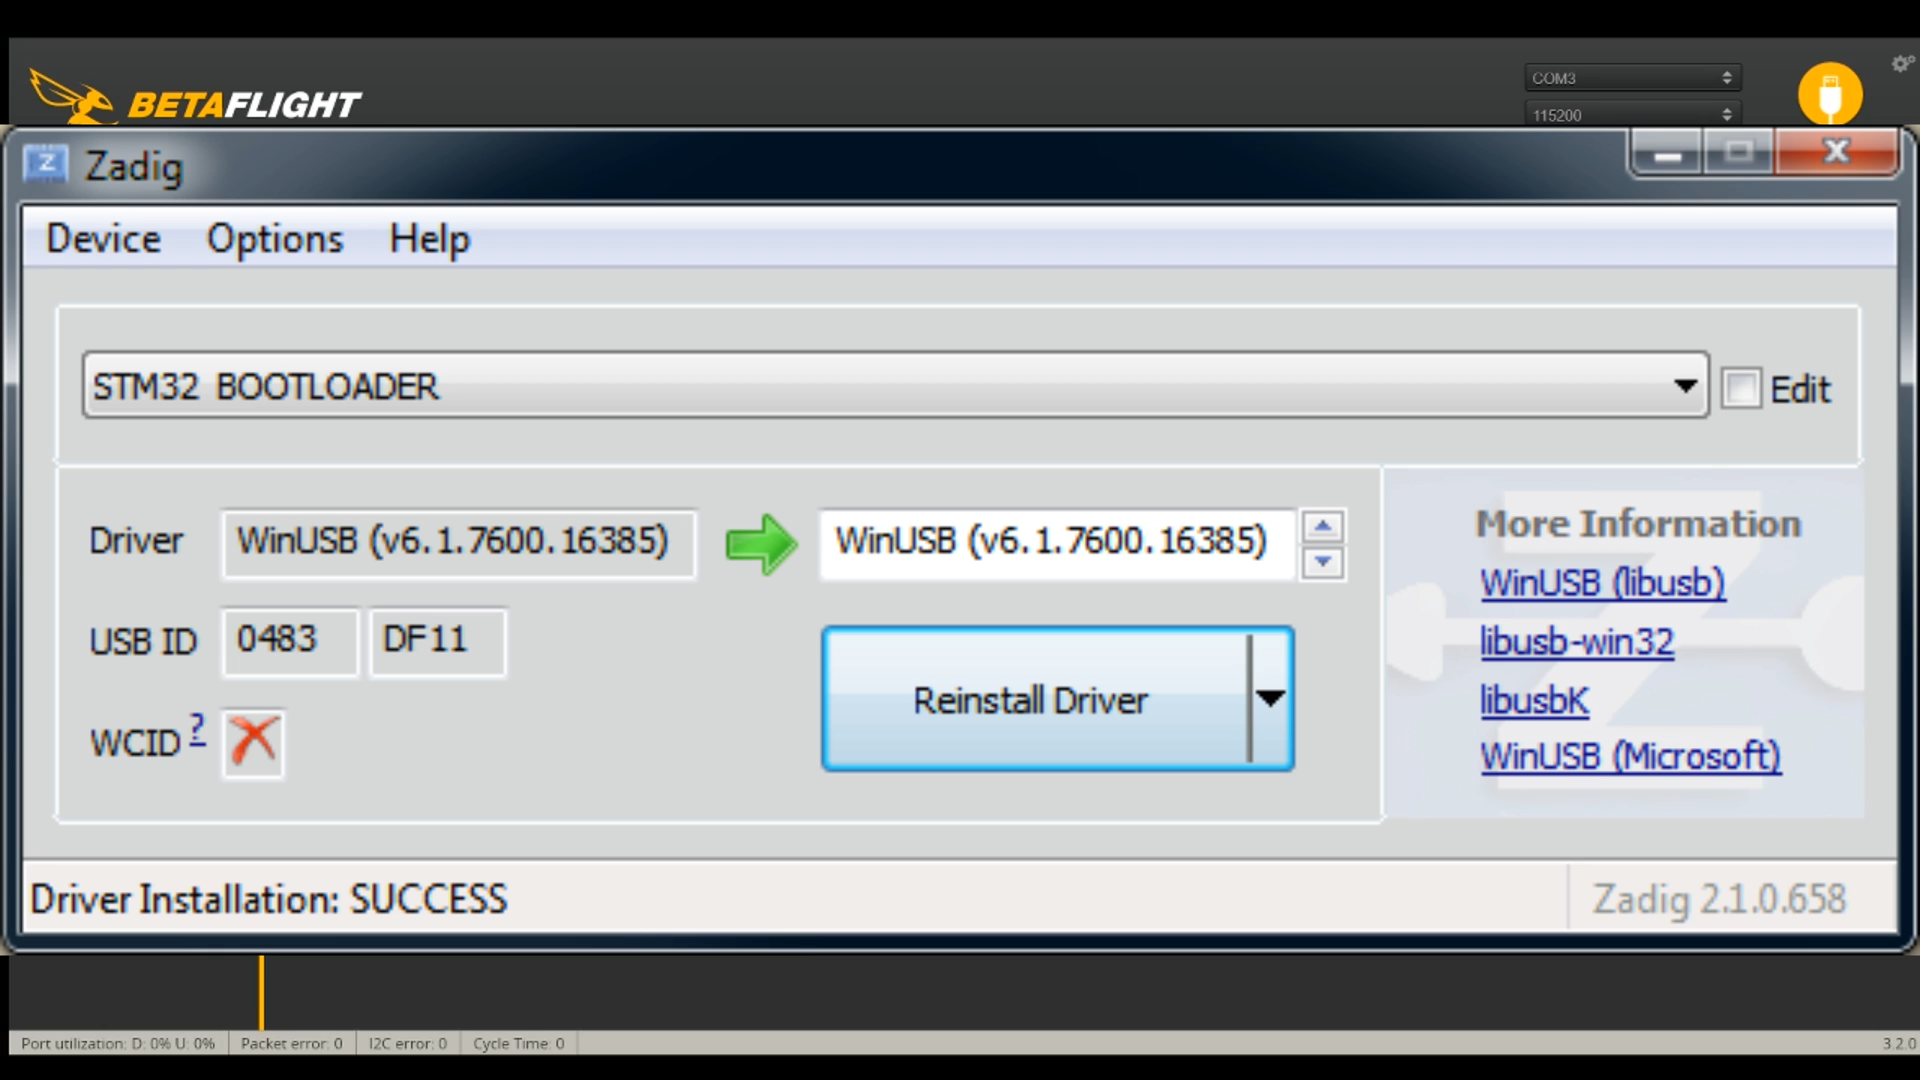 COM3
BETAFLIGHT
115200
Z Zadig
Device Options Help
STM32 BOOTLOADER Edit
Driver WinUSB (v6.1.7600.16385) WinUSB (v6.1.7600.16385)
USB ID 0483 DF11
WCID ?
Reinstall Driver
More Information
WinUSB (libusb)
libusb-win32
libusbK
WinUSB (Microsoft)
Driver Installation: SUCCESS Zadig 2.1.0.658
Port utilization: D: 0% U: 0% Packet error: 0 I2C error: 0 Cycle Time: 0 3.2.0